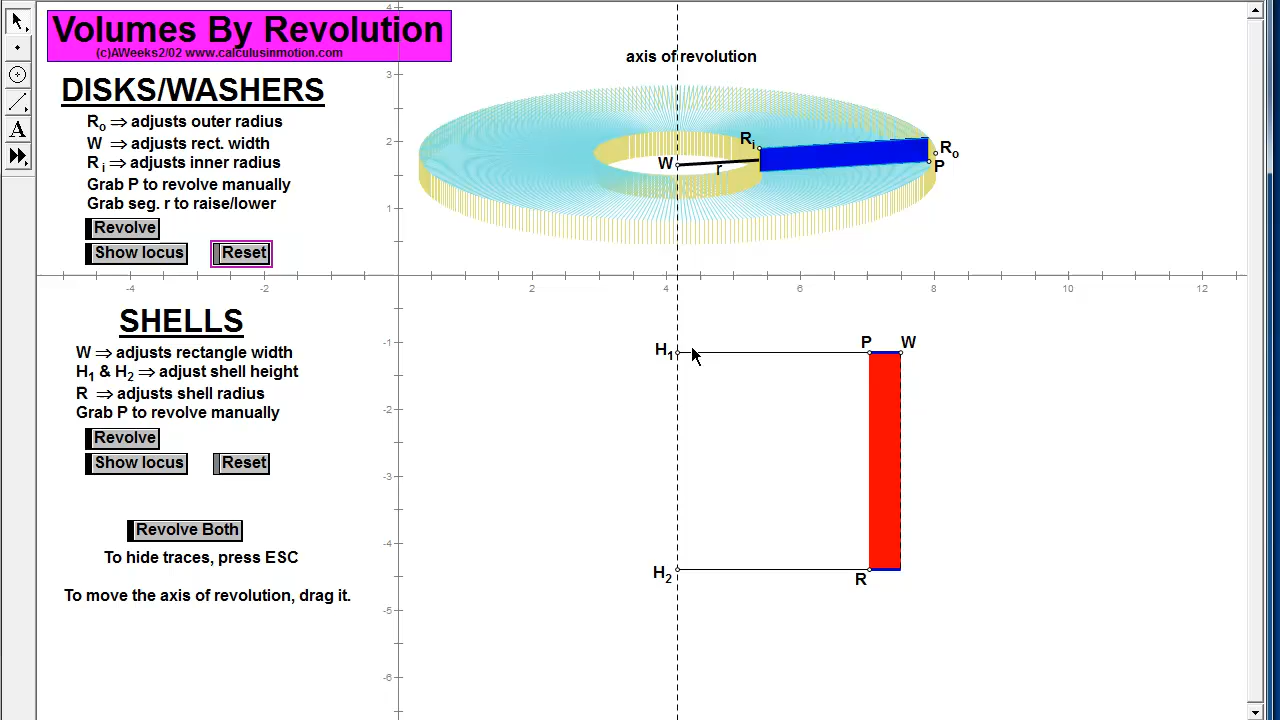 Volumes By Revolution
(c)AWeeks2/02 www.calculusinmotion.com
DISKS/WASHERS
Ro ⇒ adjusts outer radius
W ⇒ adjusts rect. width
Ri ⇒ adjusts inner radius
Grab P to revolve manually
Grab seg. r to raise/lower
Revolve
Show locus
Reset
SHELLS
W ⇒ adjusts rectangle width
H1 & H2 ⇒ adjust shell height
R ⇒ adjusts shell radius
Grab P to revolve manually
Revolve
Show locus
Reset
Revolve Both
To hide traces, press ESC
To move the axis of revolution, drag it.
A
axis of revolution
Ri
Ro
W
r
P
4
3
2
1
-4
-2
2
4
6
8
10
12
-1
-2
-3
-4
-5
-6
H1
P
W
H2
R